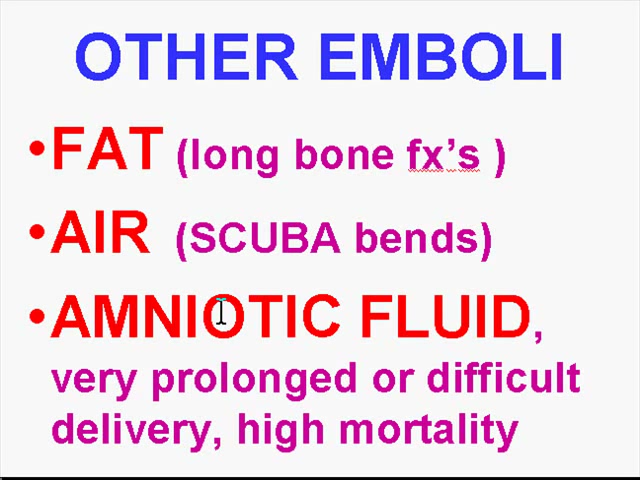 OTHER EMBOLI
•FAT (long bone fx’s )
•AIR (SCUBA bends)
•AMNIOTIC FLUID,
very prolonged or difficult
delivery, high mortality